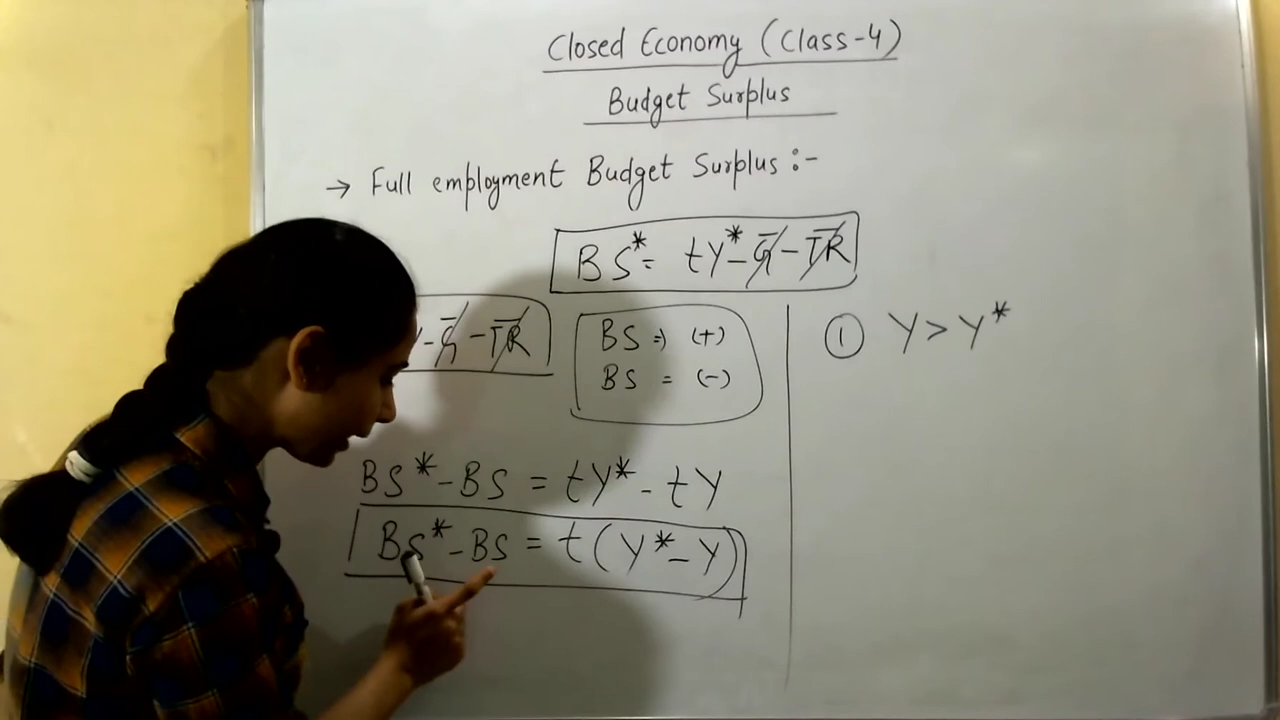 Closed Economy (Class-4)
Budget Surplus
→ Full employment Budget Surplus :-
BS* = tY* - G̅ - T̅R̅
- G̅ - T̅R̅
BS ⇒ (+)
BS = (-)
BS* - BS = tY* - tY
BS* - BS = t(Y* - Y)
① Y > Y*